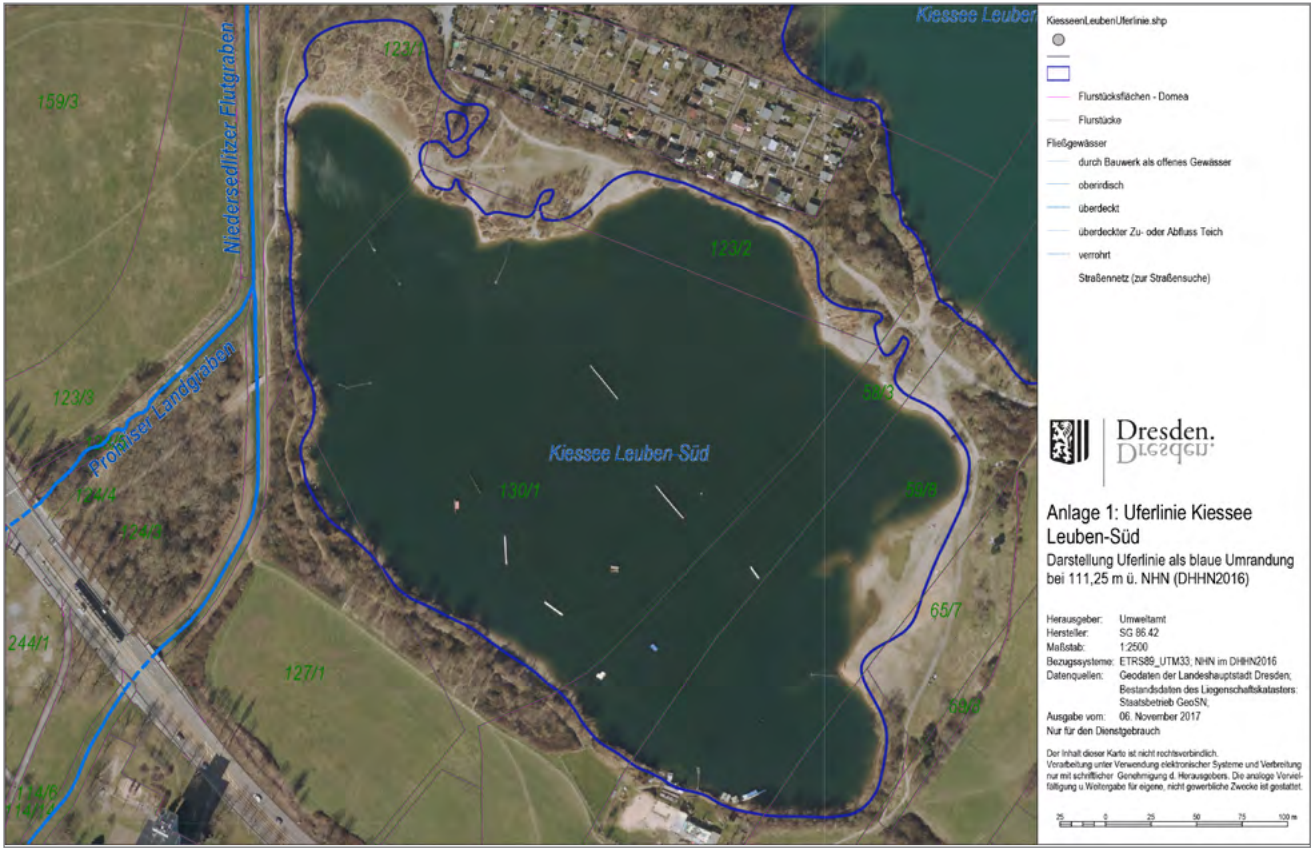 Kiessee Leuben
122/1
159/3
Niedersedlitzer Flutgraben
123/2
123/3
Prohliser Landgraben
58/3
Kiessee Leuben-Süd
130/1
59/8
124/4
65/7
244/1
127/1
KiesseenLeubenUferlinie.shp
Flurstücksflächen - Domea
Flurstücke
Fließgewässer
durch Bauwerk als offenes Gewässer
oberirdisch
überdeckt
überdeckter Zu- oder Abfluss Teich
verrohrt
Straßennetz (zur Straßensuche)
Dresden.
Dresden.
Anlage 1: Uferlinie Kiessee
Leuben-Süd
Darstellung Uferlinie als blaue Umrandung
bei 111,25 m ü. NHN (DHHN2016)
Herausgeber: Umweltamt
Hersteller: SG 86.42
Maßstab: 1:2500
Bezugssysteme: ETRS89_UTM33; NHN im DHHN2016
Datenquellen: Geodaten der Landeshauptstadt Dresden;
Bestandsdaten des Liegenschaftskatasters:
Staatsbetrieb GeoSN;
Ausgabe vom: 06. November 2017
Nur für den Dienstgebrauch
Der Inhalt dieser Karte ist nicht rechtsverbindlich.
Verarbeitung unter Verwendung elektronischer Systeme und Verbreitung
nur mit schriftlicher Genehmigung d. Herausgebers. Die analoge Verviel-
fältigung u. Weitergabe für eigene, nicht gewerbliche Zwecke ist gestattet.
25 0 25 50 75 100 m